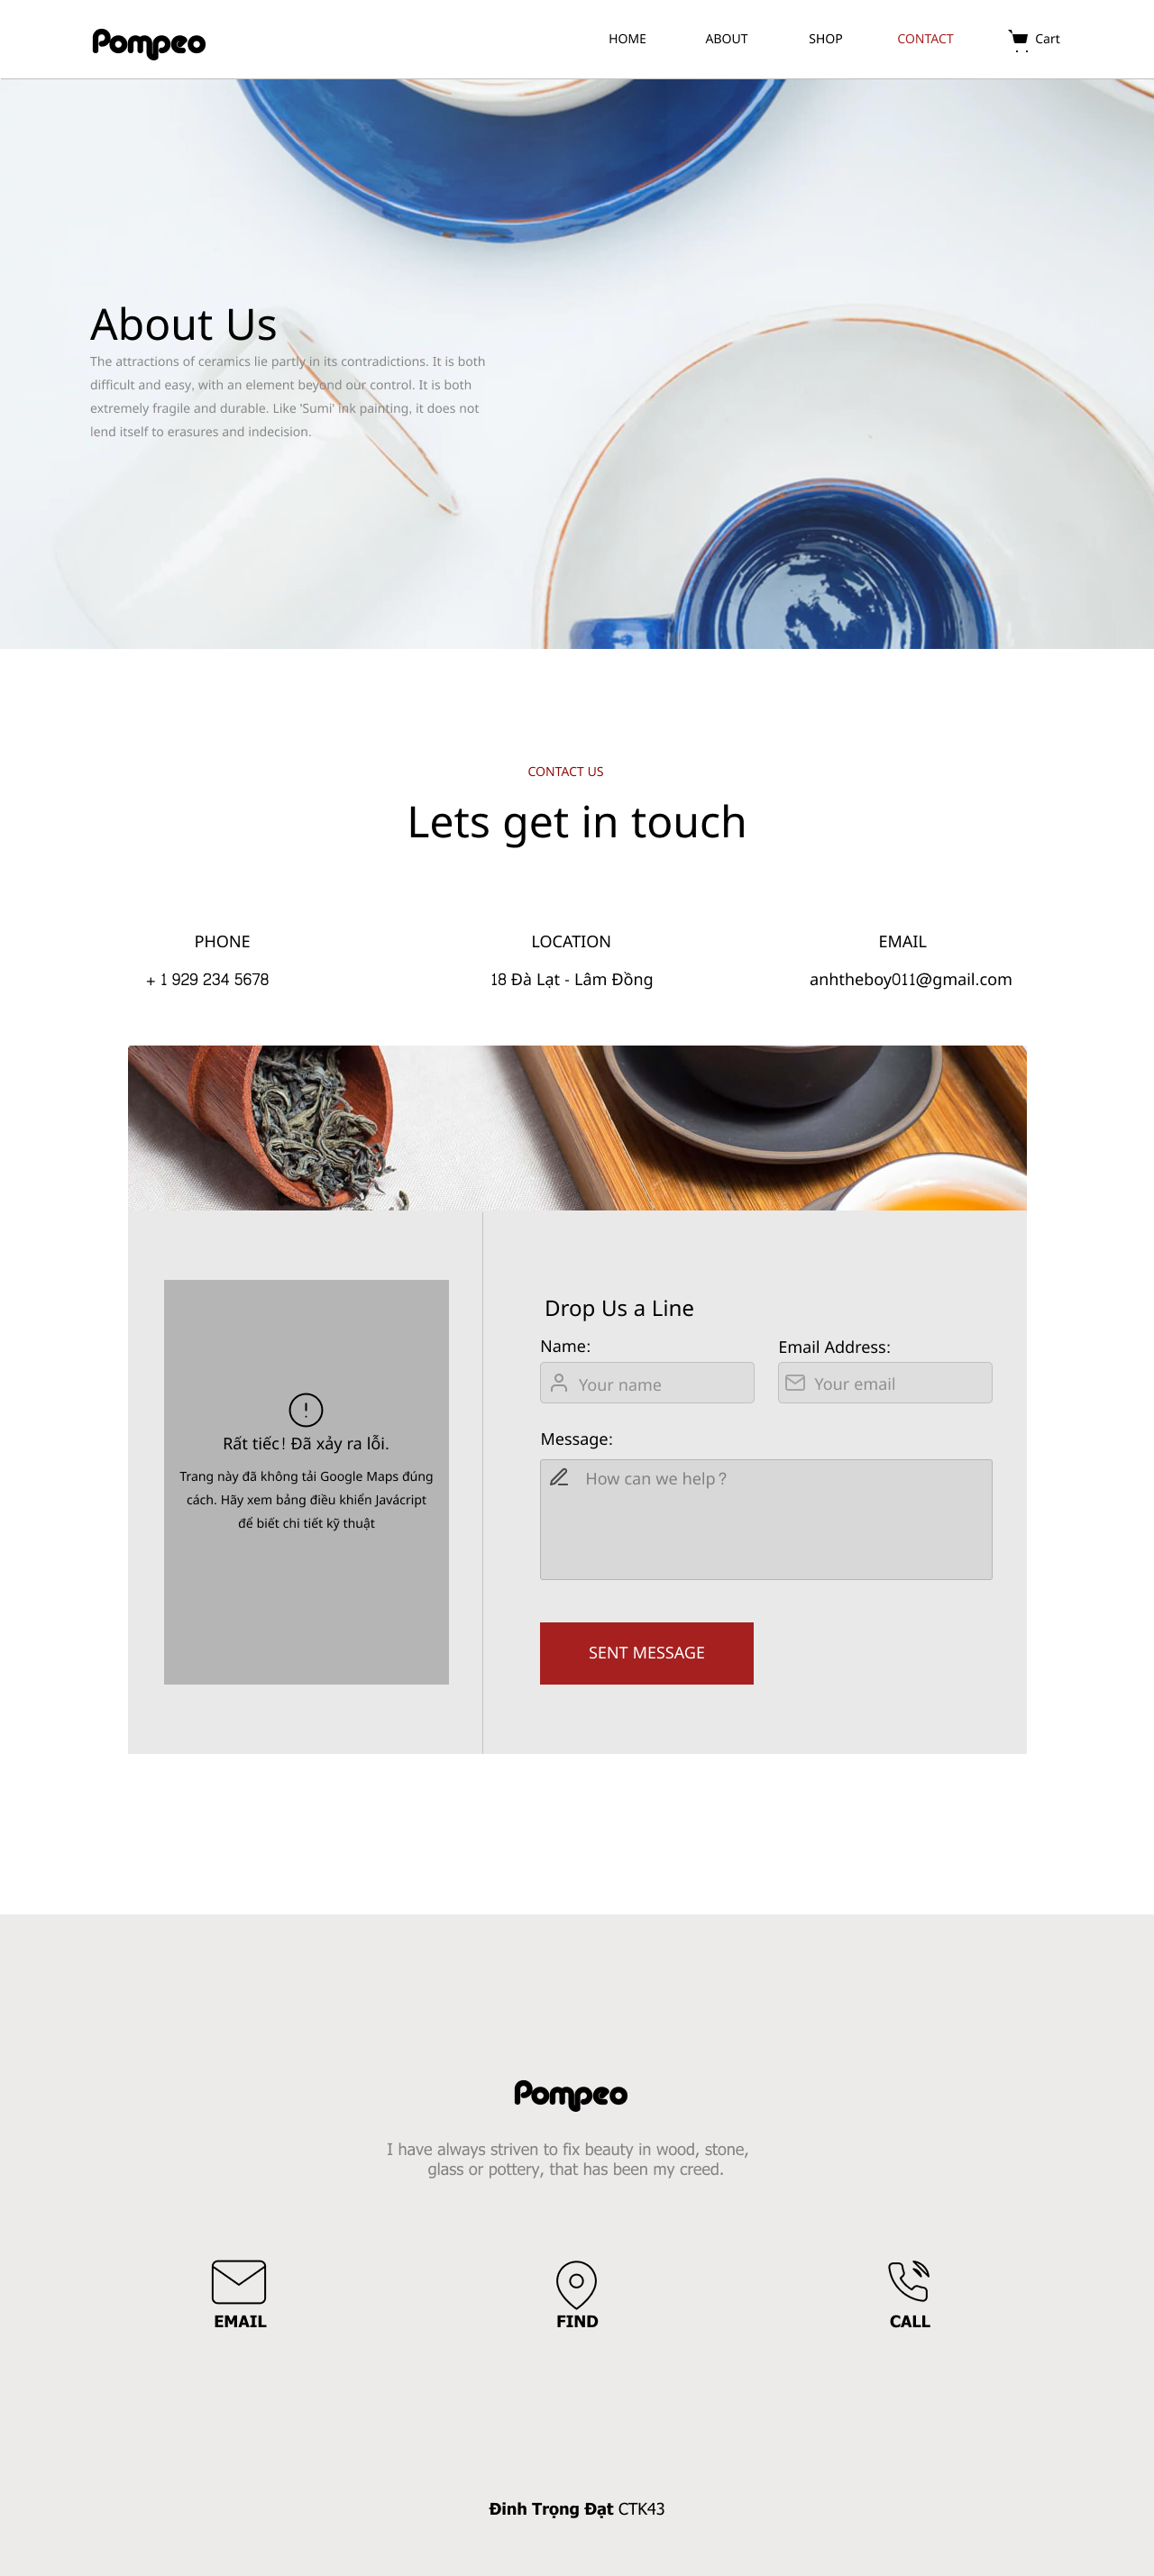 Pompeo
HOME
ABOUT
SHOP
CONTACT
Cart
About Us
The attractions of ceramics lie partly in its contradictions. It is both
difficult and easy, with an element beyond our control. It is both
extremely fragile and durable. Like 'Sumi' ink painting, it does not
lend itself to erasures and indecision.
CONTACT US
Lets get in touch
PHONE
+ 1 929 234 5678
LOCATION
18 Đà Lạt - Lâm Đồng
EMAIL
anhtheboy011@gmail.com
Rất tiếc! Đã xảy ra lỗi.
Trang này đã không tải Google Maps đúng
cách. Hãy xem bảng điều khiển Javácript
để biết chi tiết kỹ thuật
Drop Us a Line
Name:
Your name
Email Address:
Your email
Message:
How can we help ?
SENT MESSAGE
Pompeo
I have always striven to fix beauty in wood, stone,
glass or pottery, that has been my creed.
EMAIL
FIND
CALL
Đinh Trọng Đạt CTK43